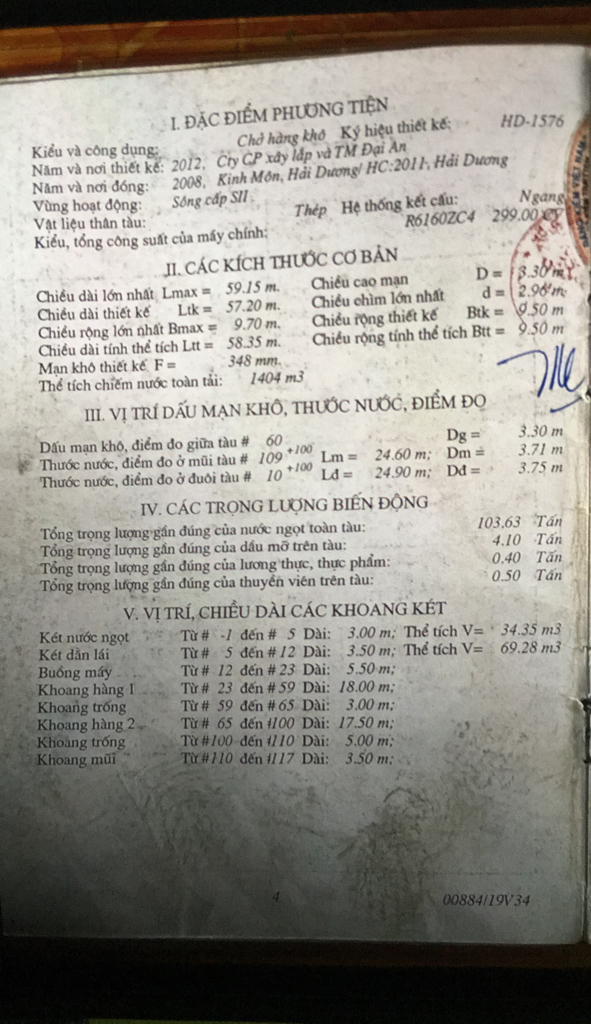 I. ĐẶC ĐIỂM PHƯƠNG TIỆN
Kiểu và công dụng: Chở hàng khô Ký hiệu thiết kế: HD-1576
Năm và nơi thiết kế: 2012, Cty CP xây lắp và TM Đại An
Năm và nơi đóng: 2008, Kinh Môn, Hải Dương/ HC:2011, Hải Dương
Vùng hoạt động: Sông cấp SII
Vật liệu thân tàu: Thép Hệ thống kết cấu: Ngang
Kiểu, tổng công suất của máy chính: R6160ZC4 299.00 CV
II. CÁC KÍCH THƯỚC CƠ BẢN
Chiều dài lớn nhất Lmax = 59.15 m. Chiều cao mạn D = 3.30 m
Chiều dài thiết kế Ltk = 57.20 m. Chiều chìm lớn nhất d = 2.96 m
Chiều rộng lớn nhất Bmax = 9.70 m. Chiều rộng thiết kế Btk = 9.50 m
Chiều dài tính thể tích Ltt = 58.35 m. Chiều rộng tính thể tích Btt = 9.50 m
Mạn khô thiết kế F = 348 mm.
Thể tích chiếm nước toàn tải: 1404 m3
III. VỊ TRÍ DẤU MẠN KHÔ, THƯỚC NƯỚC, ĐIỂM ĐO
Dấu mạn khô, điểm đo giữa tàu # 60 Dg = 3.30 m
Thước nước, điểm đo ở mũi tàu # 109 +100 Lm = 24.60 m; Dm = 3.71 m
Thước nước, điểm đo ở đuôi tàu # 10 +100 Lđ = 24.90 m; Dđ = 3.75 m
IV. CÁC TRỌNG LƯỢNG BIẾN ĐỘNG
Tổng trọng lượng gần đúng của nước ngọt toàn tàu: 103.63 Tấn
Tổng trọng lượng gần đúng của dầu mỡ trên tàu: 4.10 Tấn
Tổng trọng lượng gần đúng của lương thực, thực phẩm: 0.40 Tấn
Tổng trọng lượng gần đúng của thuyền viên trên tàu: 0.50 Tấn
V. VỊ TRÍ, CHIỀU DÀI CÁC KHOANG KÉT
Két nước ngọt Từ # -1 đến # 5 Dài: 3.00 m; Thể tích V= 34.35 m3
Két dằn lái Từ # 5 đến # 12 Dài: 3.50 m; Thể tích V= 69.28 m3
Buồng máy Từ # 12 đến # 23 Dài: 5.50 m;
Khoang hàng 1 Từ # 23 đến # 59 Dài: 18.00 m;
Khoang trống Từ # 59 đến # 65 Dài: 3.00 m;
Khoang hàng 2 Từ # 65 đến #100 Dài: 17.50 m;
Khoang trống Từ #100 đến #110 Dài: 5.00 m;
Khoang mũi Từ #110 đến #117 Dài: 3.50 m;
4
00884/19V34